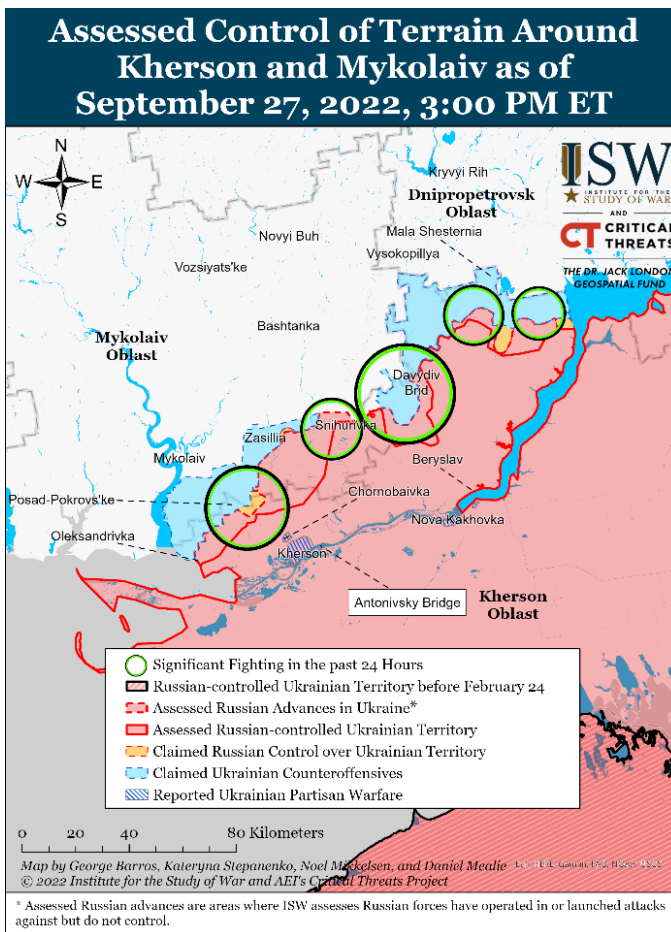 Assessed Control of Terrain Around
Kherson and Mykolaiv as of
September 27, 2022, 3:00 PM ET
N
W E
S
ISW
INSTITUTE FOR THE
STUDY OF WAR
AND
CT CRITICAL
THREATS
THE DR. JACK LONDON
GEOSPATIAL FUND
Kryvyi Rih
Dnipropetrovsk
Oblast
Mala Shesternia
Novyi Buh
Vysokopillya
Vozsiyats'ke
Bashtanka
Mykolaiv
Oblast
Davydiv
Brid
Snihurivka
Zasillia
Mykolaiv
Beryslav
Posad-Pokrovs'ke
Chornobaivka
Nova Kakhovka
Oleksandrivka
Kherson
Antonivsky Bridge
Kherson
Oblast
Significant Fighting in the past 24 Hours
Russian-controlled Ukrainian Territory before February 24
Assessed Russian Advances in Ukraine*
Assessed Russian-controlled Ukrainian Territory
Claimed Russian Control over Ukrainian Territory
Claimed Ukrainian Counteroffensives
Reported Ukrainian Partisan Warfare
0 20 40 80 Kilometers
Map by George Barros, Kateryna Stepanenko, Noel Mikkelsen, and Daniel Mealie
© 2022 Institute for the Study of War and AEI's Critical Threats Project
* Assessed Russian advances are areas where ISW assesses Russian forces have operated in or launched attacks
against but do not control.